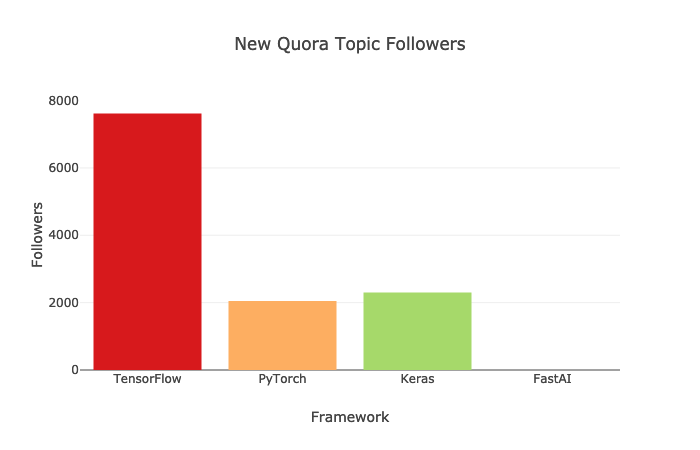 New Quora Topic Followers
8000
6000
4000
2000
0
Followers
TensorFlow
PyTorch
Keras
FastAI
Framework